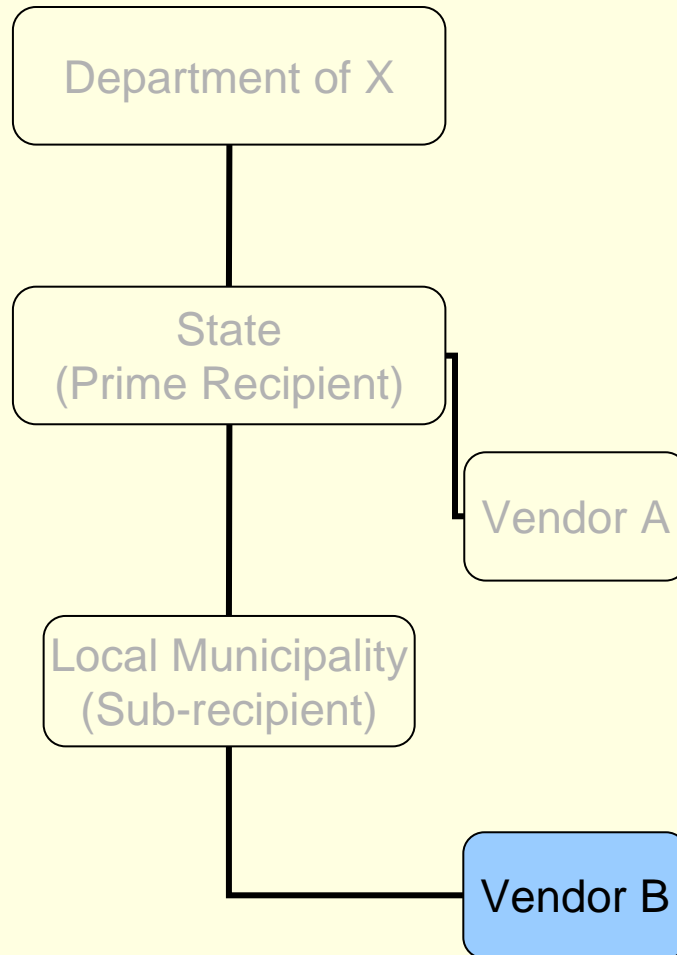 Department of X
State
(Prime Recipient)
Vendor A
Local Municipality
(Sub-recipient)
Vendor B